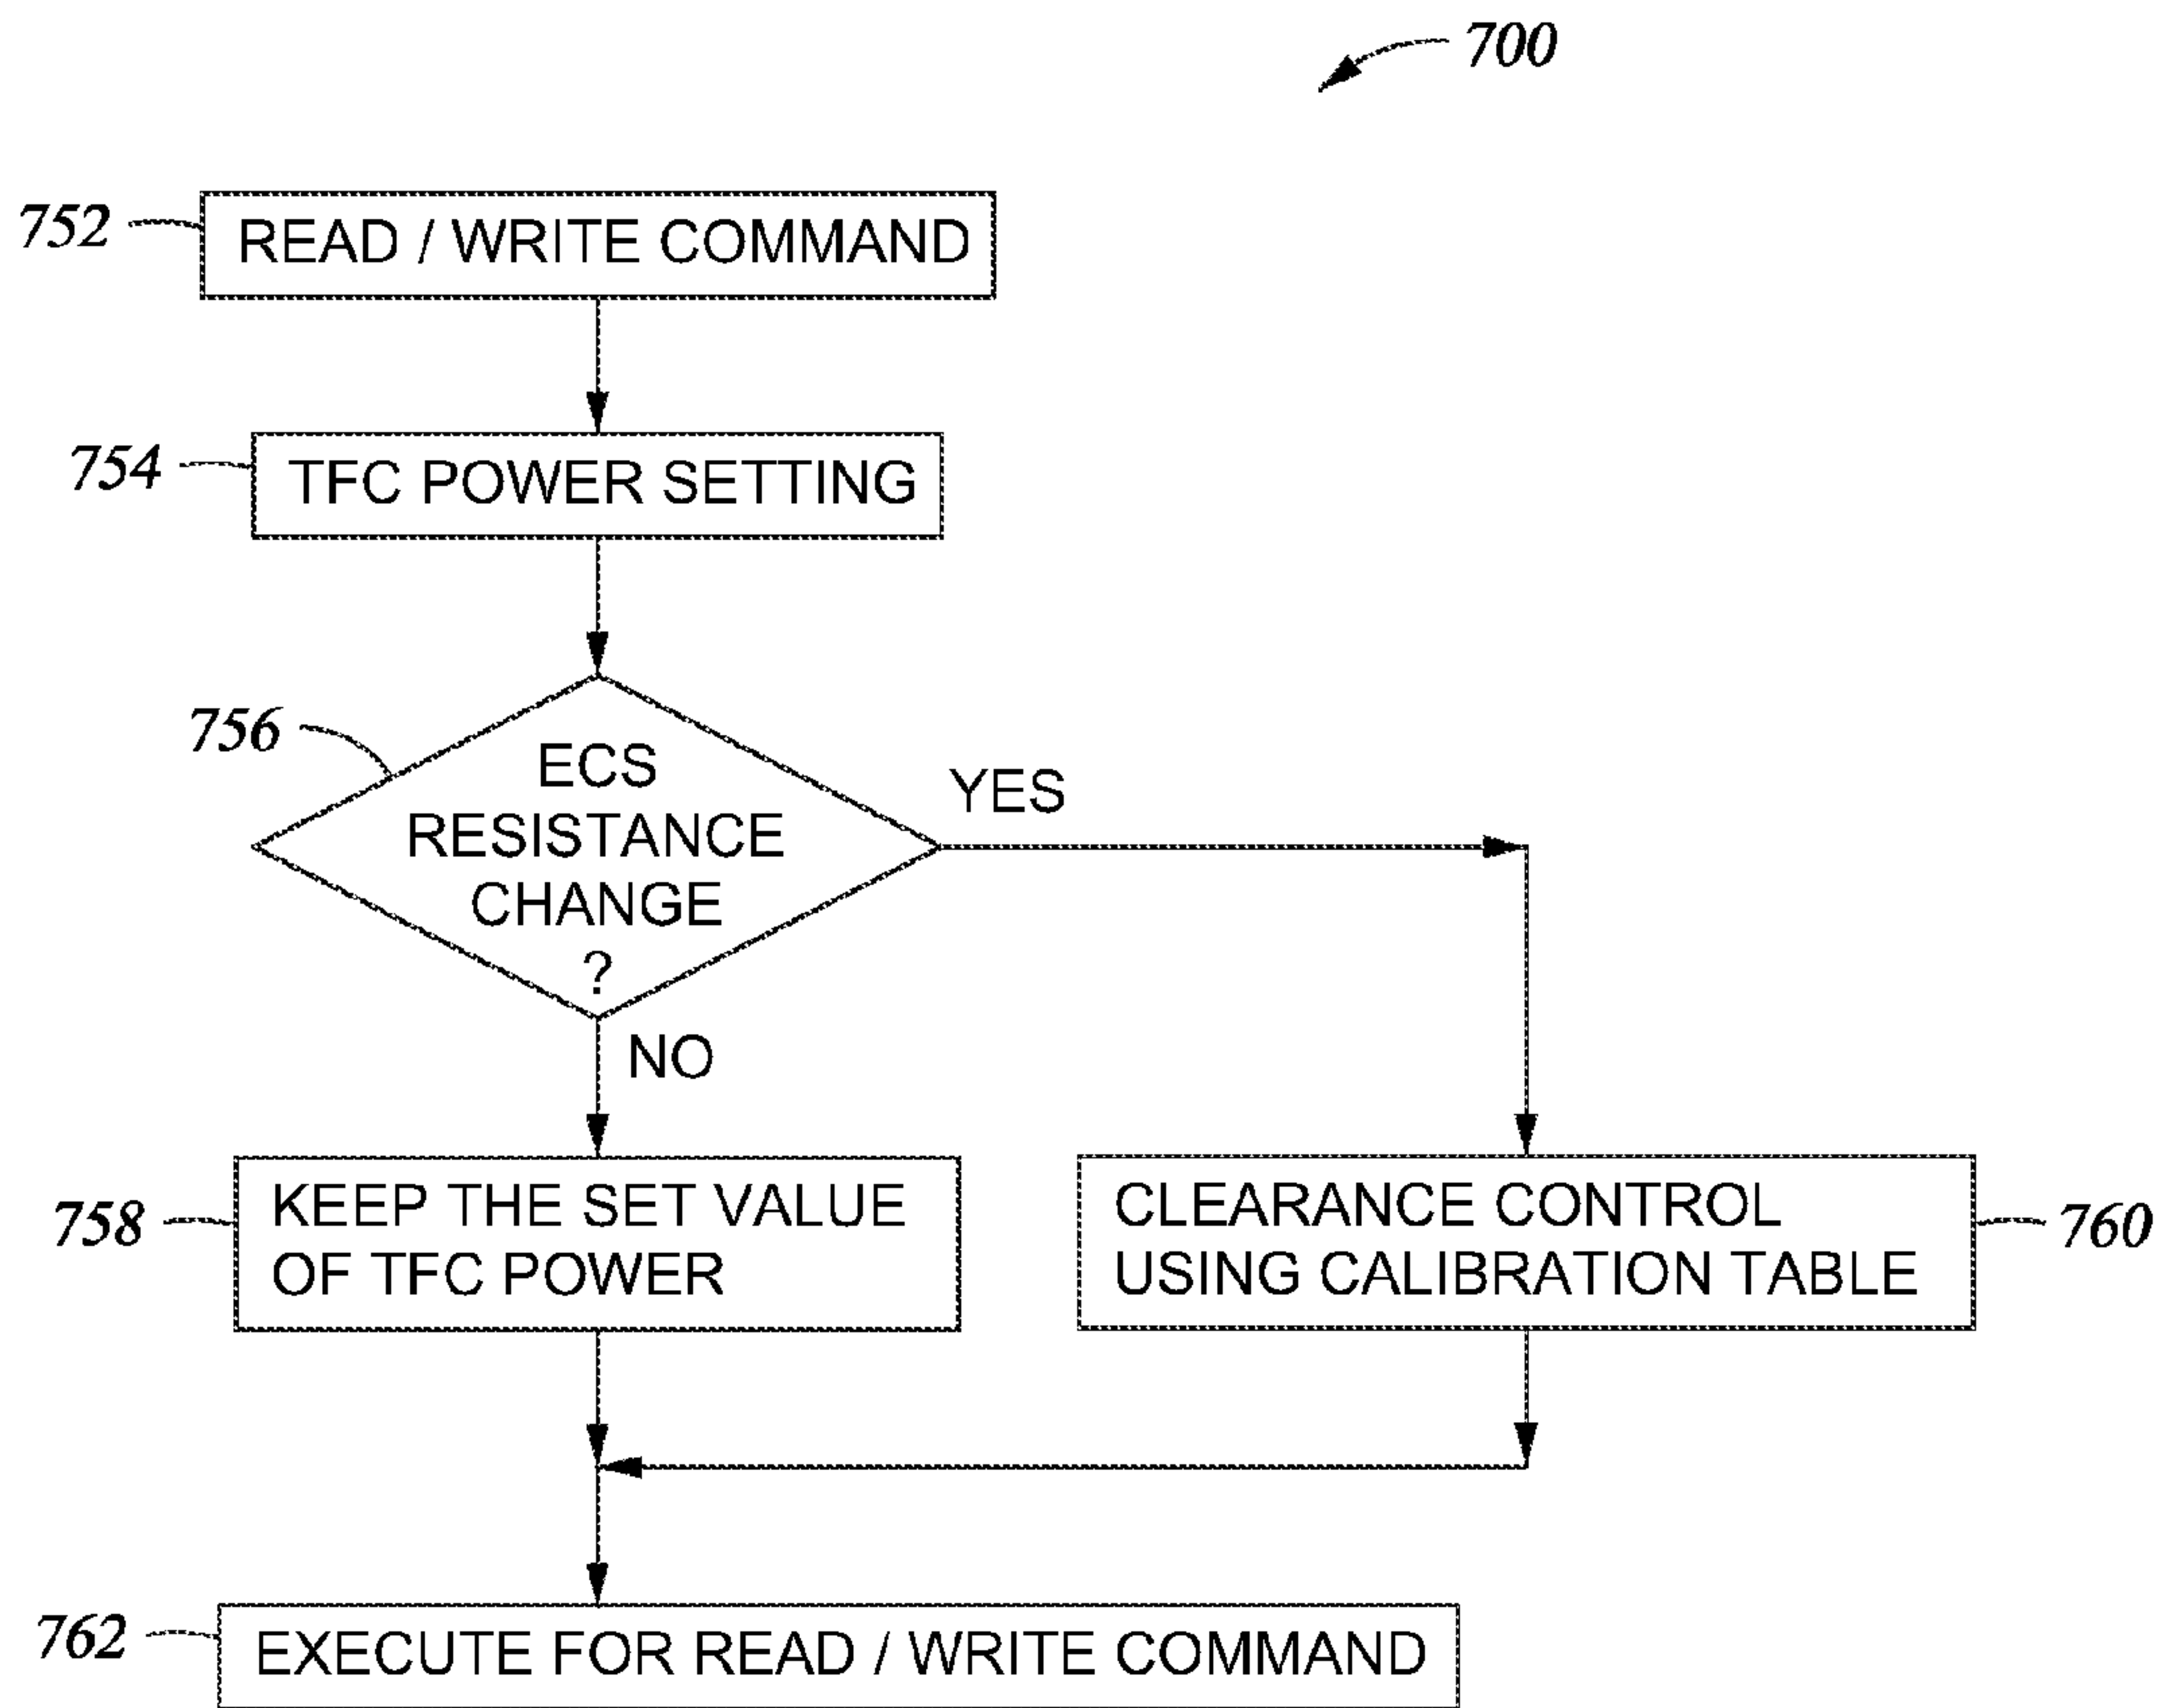 700
752
READ / WRITE COMMAND
754
TFC POWER SETTING
756
ECS
RESISTANCE
CHANGE
?
YES
NO
758
KEEP THE SET VALUE
OF TFC POWER
CLEARANCE CONTROL
USING CALIBRATION TABLE
760
762
EXECUTE FOR READ / WRITE COMMAND